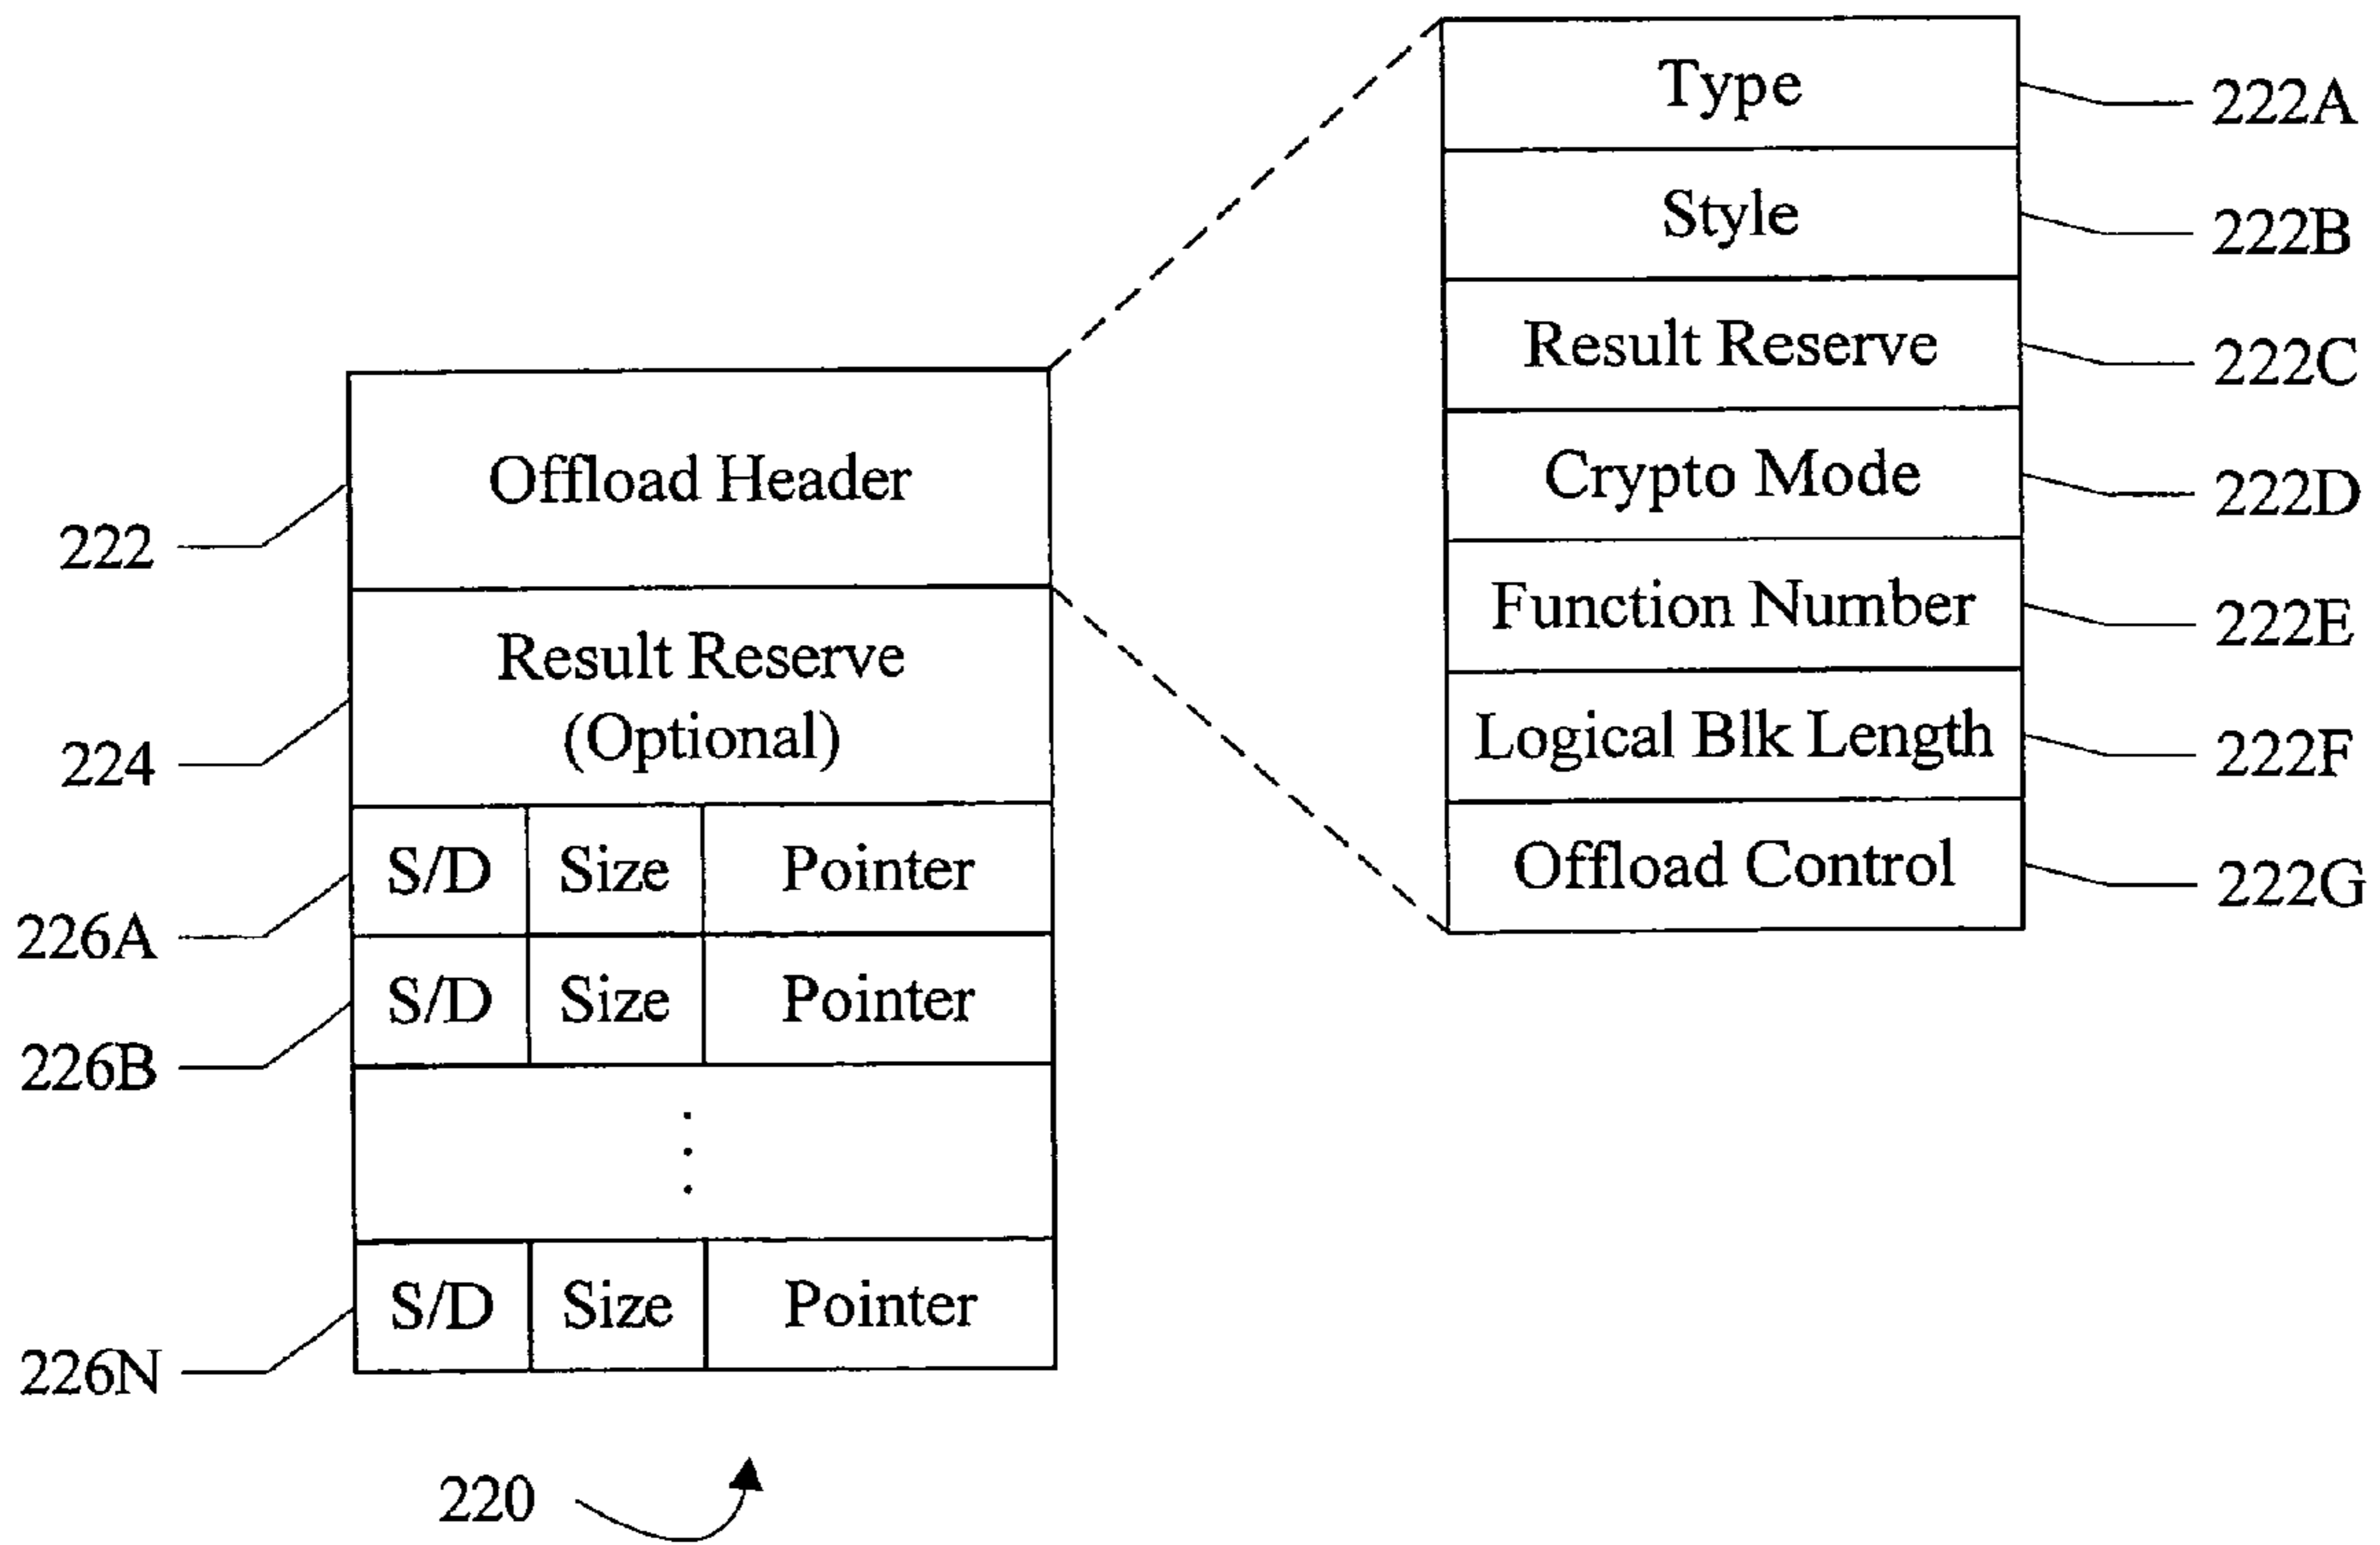 Type
222A
Style
222B
Result Reserve
222C
Crypto Mode
222D
Function Number
222E
Logical Blk Length
222F
Offload Control
222G
Offload Header
222
Result Reserve
(Optional)
224
S/D Size Pointer
226A
S/D Size Pointer
226B
S/D Size Pointer
226N
220